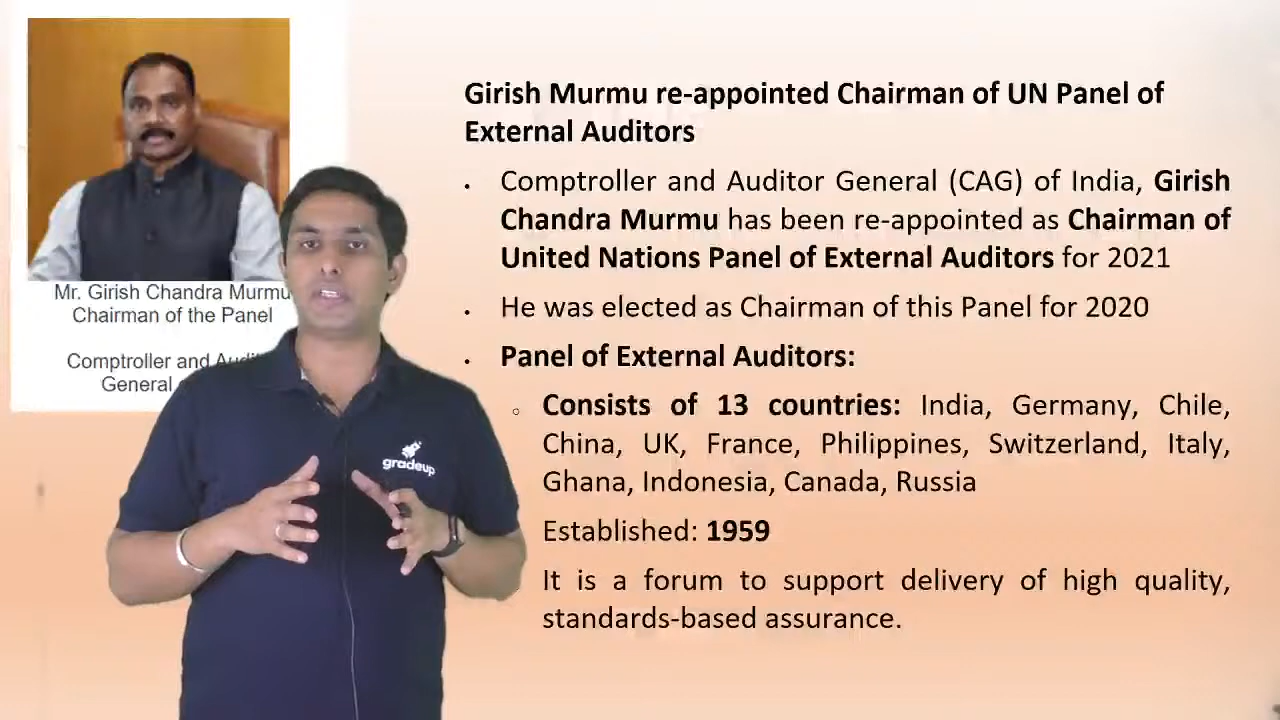 Mr. Girish Chandra Murmu
Chairman of the Panel
Comptroller and
General
gradeup
Girish Murmu re-appointed Chairman of UN Panel of
External Auditors
• Comptroller and Auditor General (CAG) of India, Girish
Chandra Murmu has been re-appointed as Chairman of
United Nations Panel of External Auditors for 2021
• He was elected as Chairman of this Panel for 2020
• Panel of External Auditors:
○ Consists of 13 countries: India, Germany, Chile,
China, UK, France, Philippines, Switzerland, Italy,
Ghana, Indonesia, Canada, Russia
Established: 1959
It is a forum to support delivery of high quality,
standards-based assurance.